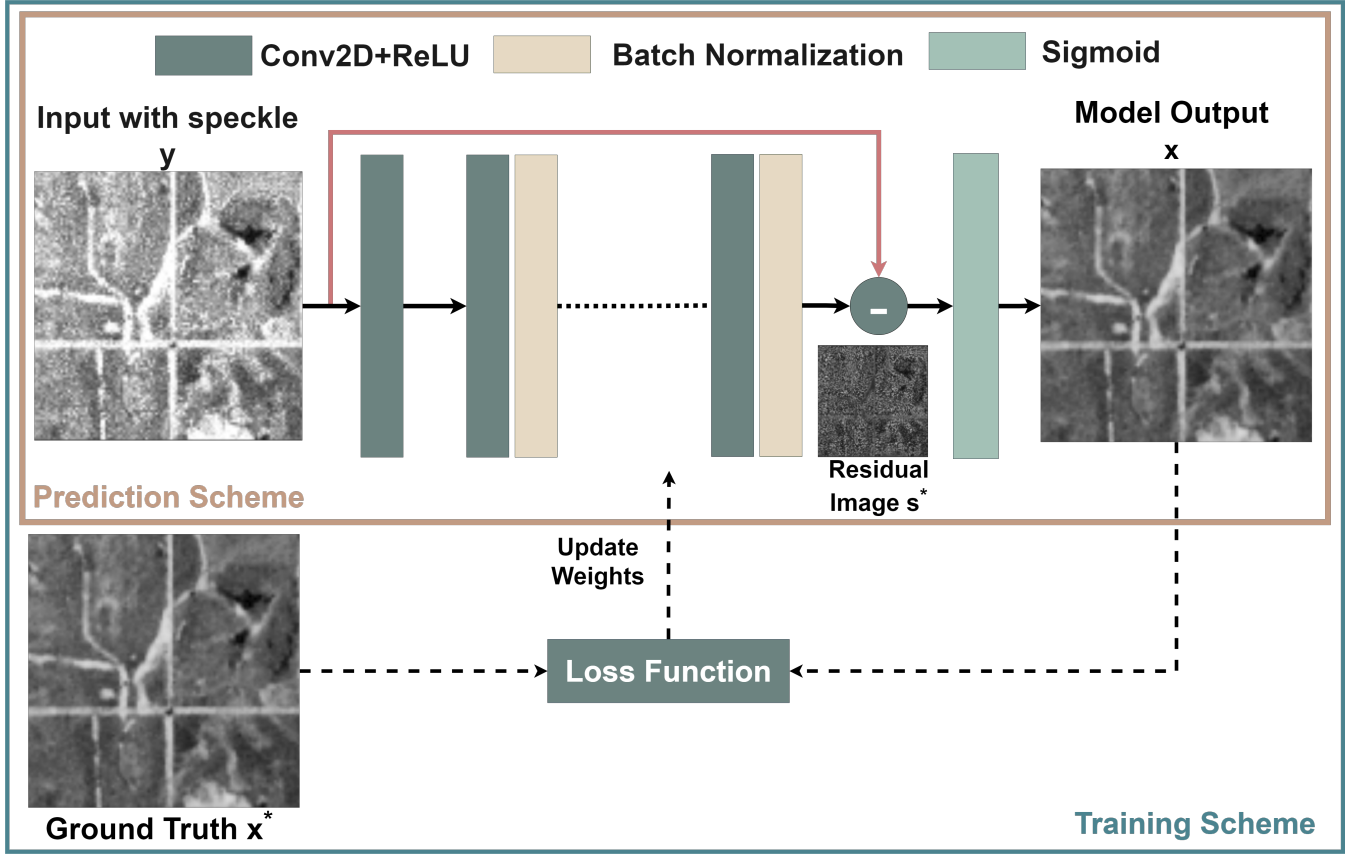 Conv2D+ReLU
Batch Normalization
Sigmoid
Input with speckle
y
Model Output
x
-
Residual
Image s*
Prediction Scheme
Update
Weights
Loss Function
Ground Truth x*
Training Scheme